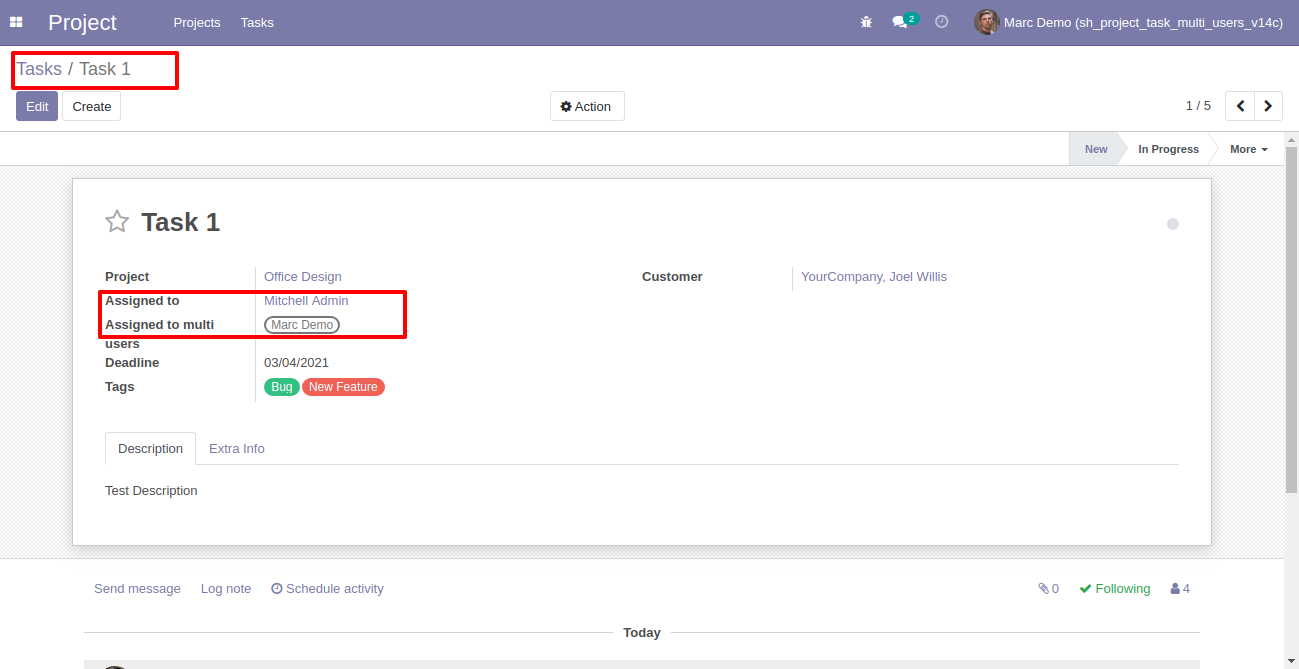 Project Projects Tasks 2 Marc Demo (sh_project_task_multi_users_v14c)
Tasks / Task 1
Edit Create Action 1 / 5
New In Progress More
Task 1
Project Office Design Customer YourCompany, Joel Willis
Assigned to Mitchell Admin
Assigned to multi Marc Demo
users
Deadline 03/04/2021
Tags Bug New Feature
Description Extra Info
Test Description
Send message Log note Schedule activity 0 Following 4
Today